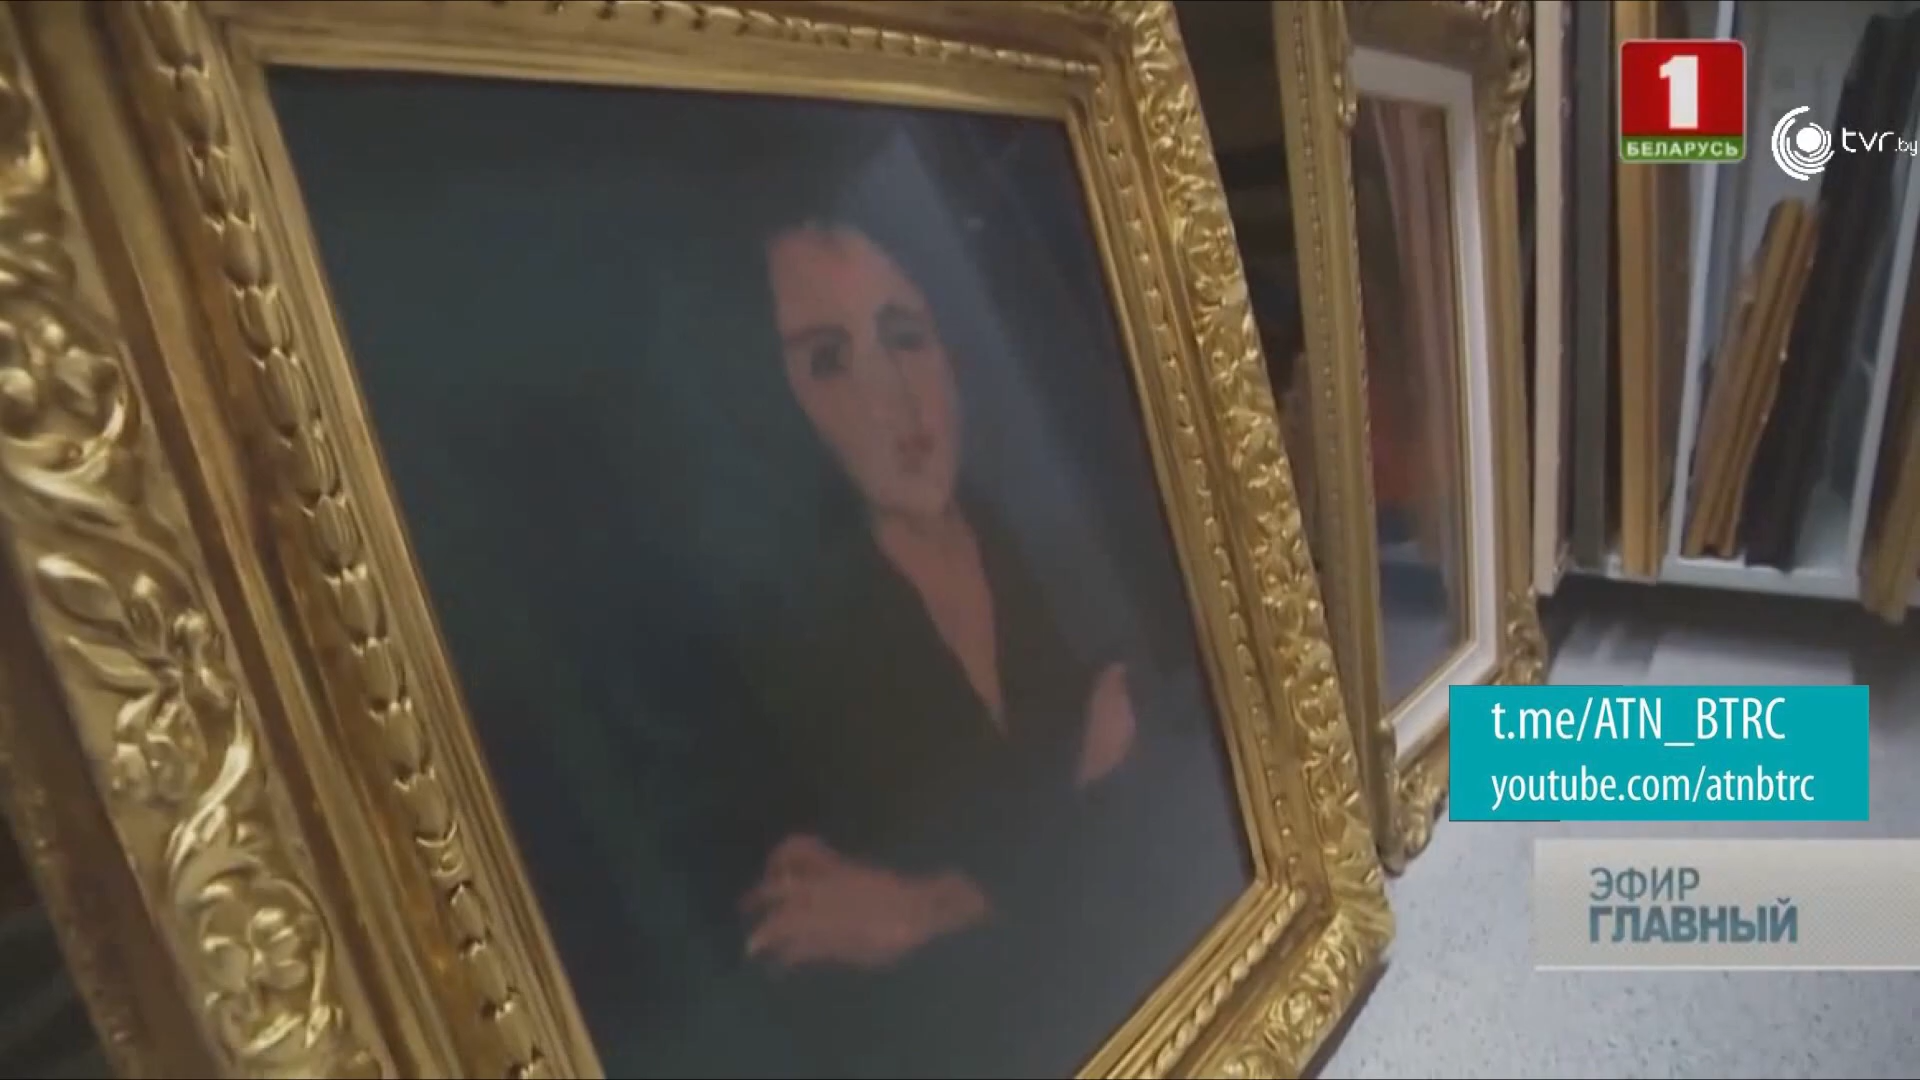 1
БЕЛАРУСЬ
tvr.by
t.me/ATN_BTRC
youtube.com/atnbtrc
ЭФИР
ГЛАВНЫЙ